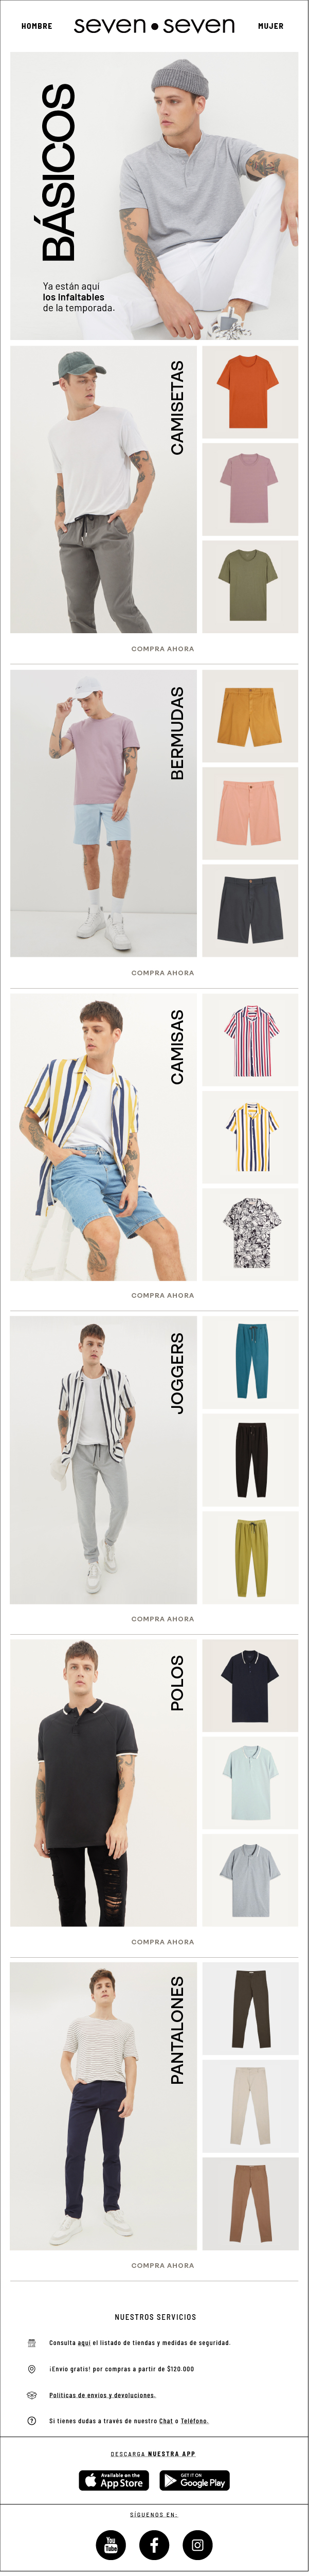 HOMBRE
seven•seven
MUJER
BÁSICOS
Ya están aquí
los infaltables
de la temporada.
CAMISETAS
COMPRA AHORA
BERMUDAS
COMPRA AHORA
CAMISAS
COMPRA AHORA
JOGGERS
COMPRA AHORA
POLOS
COMPRA AHORA
PANTALONES
COMPRA AHORA
NUESTROS SERVICIOS
Consulta aquí el listado de tiendas y medidas de seguridad.
¡Envío gratis! por compras a partir de $120.000
Políticas de envíos y devoluciones.
Si tienes dudas a través de nuestro Chat o Teléfono.
DESCARGA NUESTRA APP
Available on the
App Store
GET IT ON
Google Play
SÍGUENOS EN:
You
Tube